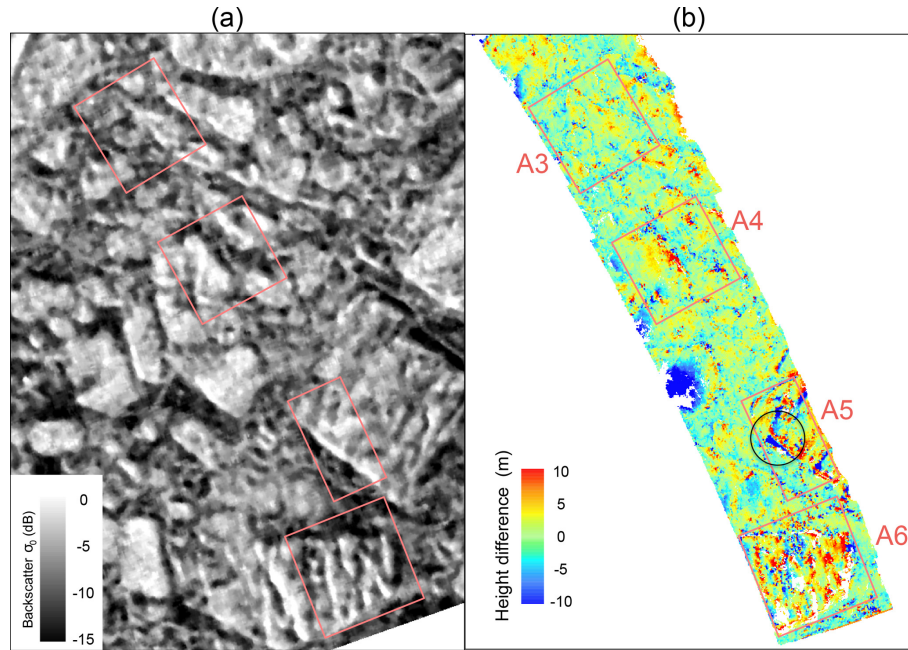 (a)
(b)
A3
A4
A5
A6
Backscatter σ₀ (dB)
0
-5
-10
-15
Height difference (m)
10
5
0
-5
-10